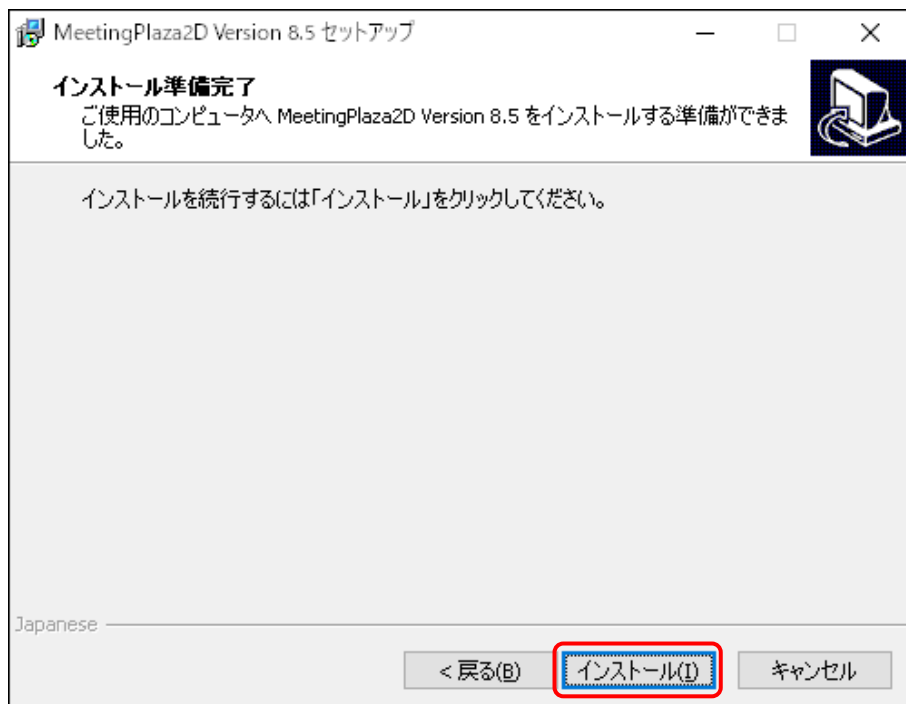 MeetingPlaza2D Version 8.5 セットアップ
インストール準備完了
ご使用のコンピュータへ MeetingPlaza2D Version 8.5 をインストールする準備ができま
した。
インストールを続行するには「インストール」をクリックしてください。
Japanese
< 戻る(B)
インストール(I)
キャンセル